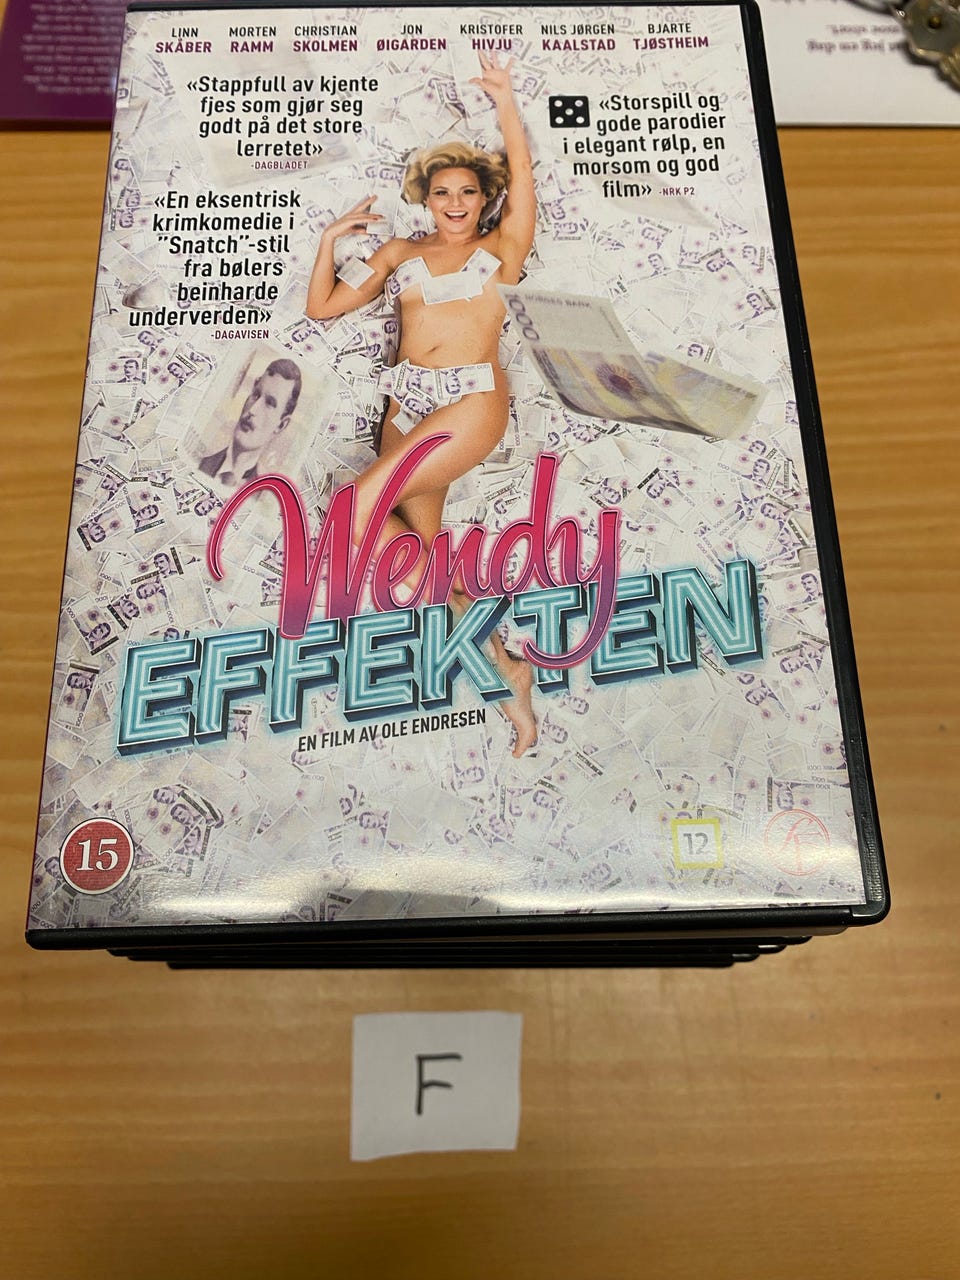 LINN SKÅBER
MORTEN RAMM
CHRISTIAN SKOLMEN
JON ØIGARDEN
KRISTOFER HIVJU
NILS JØRGEN KAALSTAD
BJARTE TJØSTHEIM
«Stappfull av kjente
fjes som gjør seg
godt på det store
lerretet»
-DAGBLADET
«Storspill og
gode parodier
i elegant rølp, en
morsom og god
film» -NRK P2
«En eksentrisk
krimkomedie i
”Snatch”-stil
fra bølers
beinharde
underverden»
-DAGAVISEN
NORGES BANK
1000
Wendy
EFFEKTEN
EN FILM AV OLE ENDRESEN
15
12
F